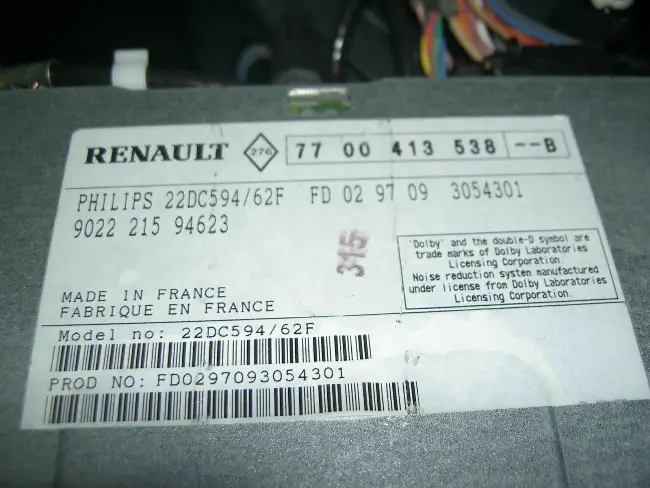 RENAULT 276 77 00 413 538 --B
PHILIPS 22DC594/62F FD 02 97 09 3054301
9022 215 94623
315
'Dolby' and the double-D symbol are
trade marks of Dolby Laboratories
Licensing Corporation.
Noise reduction system manufactured
under license from Dolby Laboratories
Licensing Corporation.
MADE IN FRANCE
FABRIQUE EN FRANCE
Model no: 22DC594/62F
PROD NO: FD0297093054301